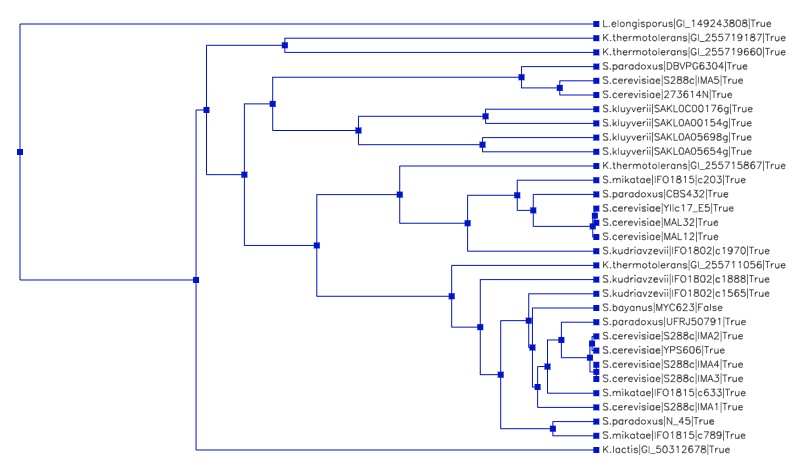 L.elongisporus|GI_149243808|True
K.thermotolerans|GI_255719187|True
K.thermotolerans|GI_255719660|True
S.paradoxus|DBVPG6304|True
S.cerevisiae|S288c|IMA5|True
S.cerevisiae|273614N|True
S.kluyverii|SAKL0C00176g|True
S.kluyverii|SAKL0A00154g|True
S.kluyverii|SAKL0A05698g|True
S.kluyverii|SAKL0A05654g|True
K.thermotolerans|GI_255715867|True
S.mikatae|IFO1815|c203|True
S.paradoxus|CBS432|True
S.cerevisiae|YIlc17_E5|True
S.cerevisiae|MAL32|True
S.cerevisiae|MAL12|True
S.kudriavzevii|IFO1802|c1970|True
K.thermotolerans|GI_255711056|True
S.kudriavzevii|IFO1802|c1888|True
S.kudriavzevii|IFO1802|c1565|True
S.bayanus|MYC623|False
S.paradoxus|UFRJ50791|True
S.cerevisiae|S288c|IMA2|True
S.cerevisiae|YPS606|True
S.cerevisiae|S288c|IMA4|True
S.cerevisiae|S288c|IMA3|True
S.mikatae|IFO1815|c633|True
S.cerevisiae|S288c|IMA1|True
S.paradoxus|N_45|True
S.mikatae|IFO1815|c789|True
K.lactis|GI_50312678|True